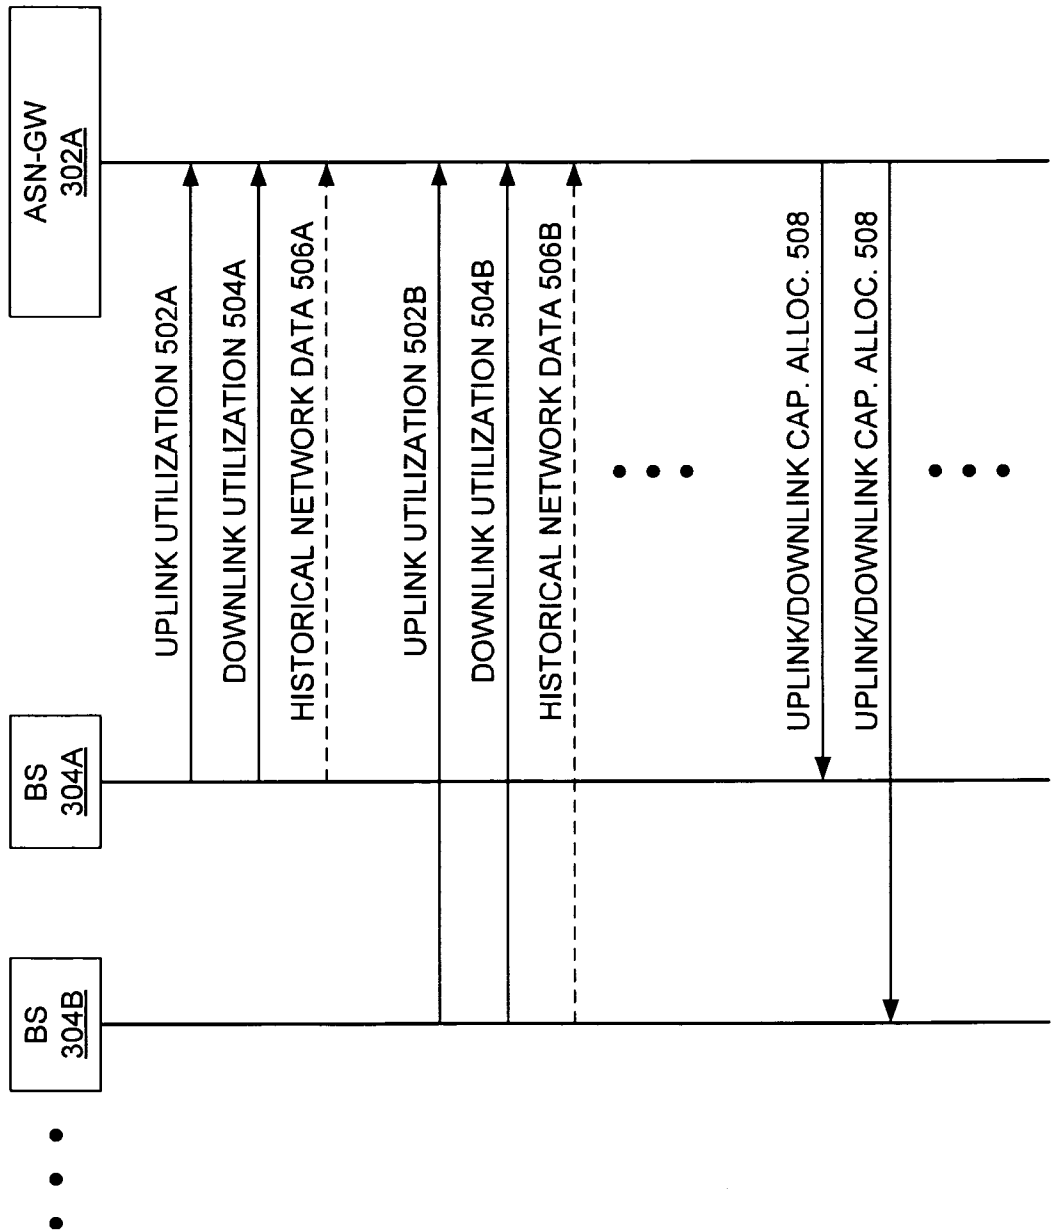 BS
304B
BS
304A
ASN-GW
302A
UPLINK UTILIZATION 502A
DOWNLINK UTILIZATION 504A
HISTORICAL NETWORK DATA 506A
UPLINK UTILIZATION 502B
DOWNLINK UTILIZATION 504B
HISTORICAL NETWORK DATA 506B
UPLINK/DOWNLINK CAP. ALLOC. 508
UPLINK/DOWNLINK CAP. ALLOC. 508